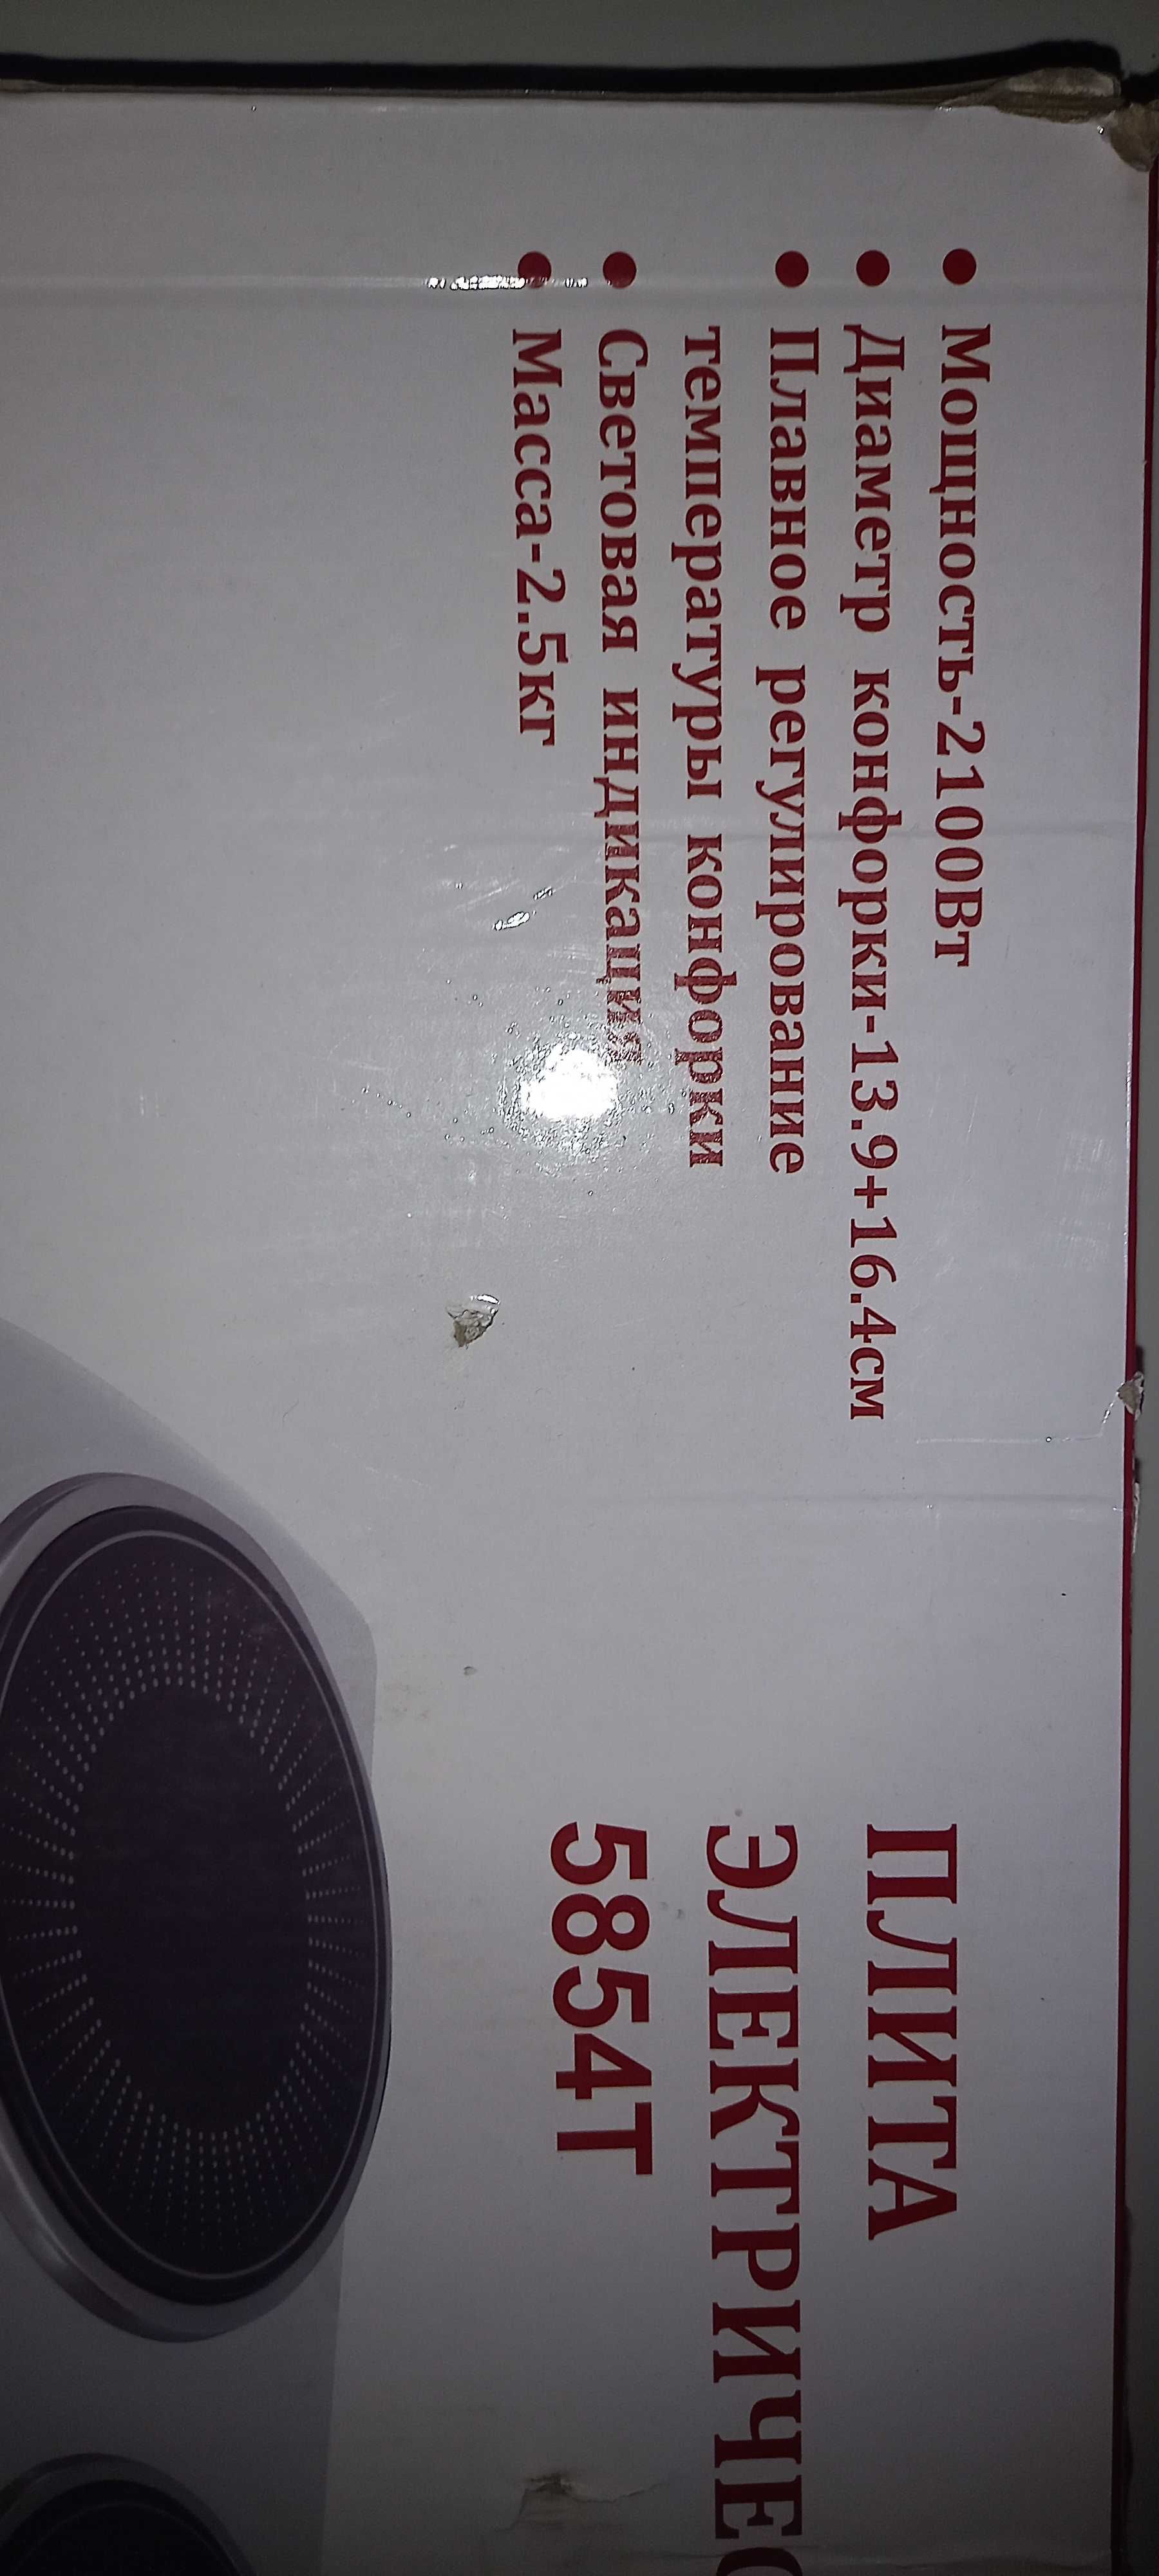 ● Мощность-2100Вт
● Диаметр конфорки-13.9+16.4см
● Плавное регулирование
температуры конфорки
● Световая индикация
● Масса-2.5кг
ПЛИТА
ЭЛЕКТРИЧЕС
5854Т